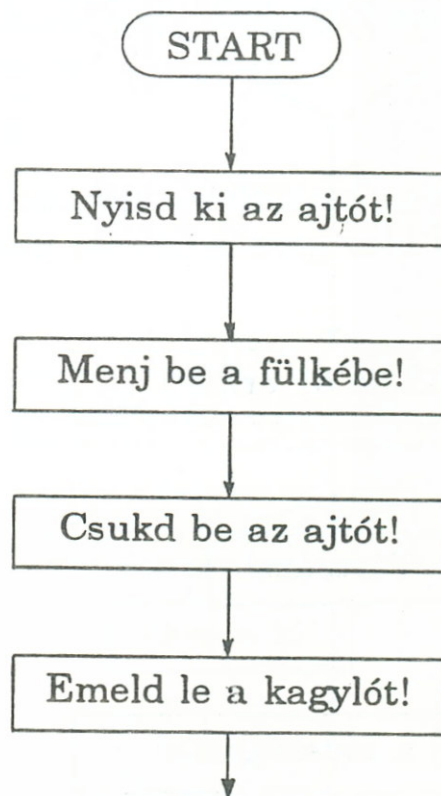 START
Nyisd ki az ajtót!
Menj be a fülkébe!
Csukd be az ajtót!
Emeld le a kagylót!